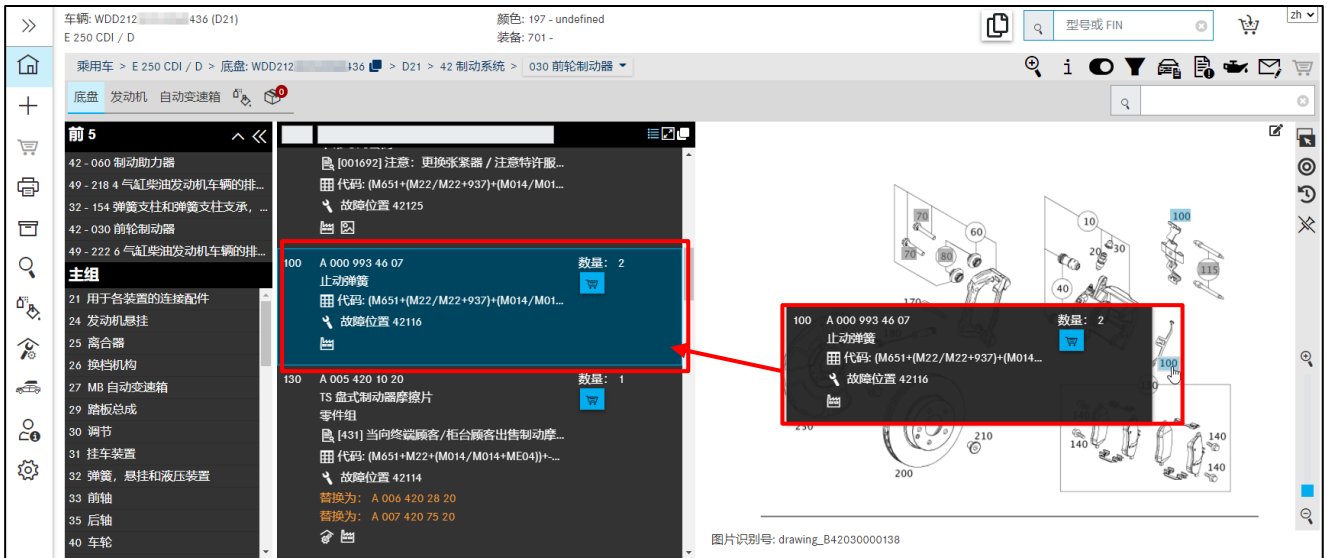 车辆: WDD212 436 (D21)
E 250 CDI / D
颜色: 197 - undefined
装备: 701 -
型号或 FIN
zh
乘用车 > E 250 CDI / D > 底盘: WDD212 436 > D21 > 42 制动系统 > 030 前轮制动器
底盘 发动机 自动变速箱 0
前 5
42 - 060 制动助力器
49 - 218 4 气缸柴油发动机车辆的排...
32 - 154 弹簧支柱和弹簧支柱支承，...
42 - 030 前轮制动器
49 - 222 6 气缸柴油发动机车辆的排...
主组
21 用于各装置的连接配件
24 发动机悬挂
25 离合器
26 换档机构
27 MB 自动变速箱
29 踏板总成
30 调节
31 挂车装置
32 弹簧，悬挂和液压装置
33 前轴
35 后轴
40 车轮
[001692] 注意：更换张紧器 / 注意特许服...
代码: (M651+(M22/M22+937)+(M014/M01...
故障位置 42125
100 A 000 993 46 07 数量： 2
止动弹簧
代码: (M651+(M22/M22+937)+(M014/M01...
故障位置 42116
130 A 005 420 10 20 数量： 1
TS 盘式制动器摩擦片
零件组
[431] 当向终端顾客/柜台顾客出售制动摩...
代码: (M651+M22+(M014/M014+ME04))+-...
故障位置 42114
替换为： A 006 420 28 20
替换为： A 007 420 75 20
70
60
10
100
70
80
20
30
115
40
170
100 A 000 993 46 07 数量： 2
止动弹簧
代码: (M651+(M22/M22+937)+(M014...
故障位置 42116
100
230
210
200
140
140
140
图片识别号: drawing_B42030000138